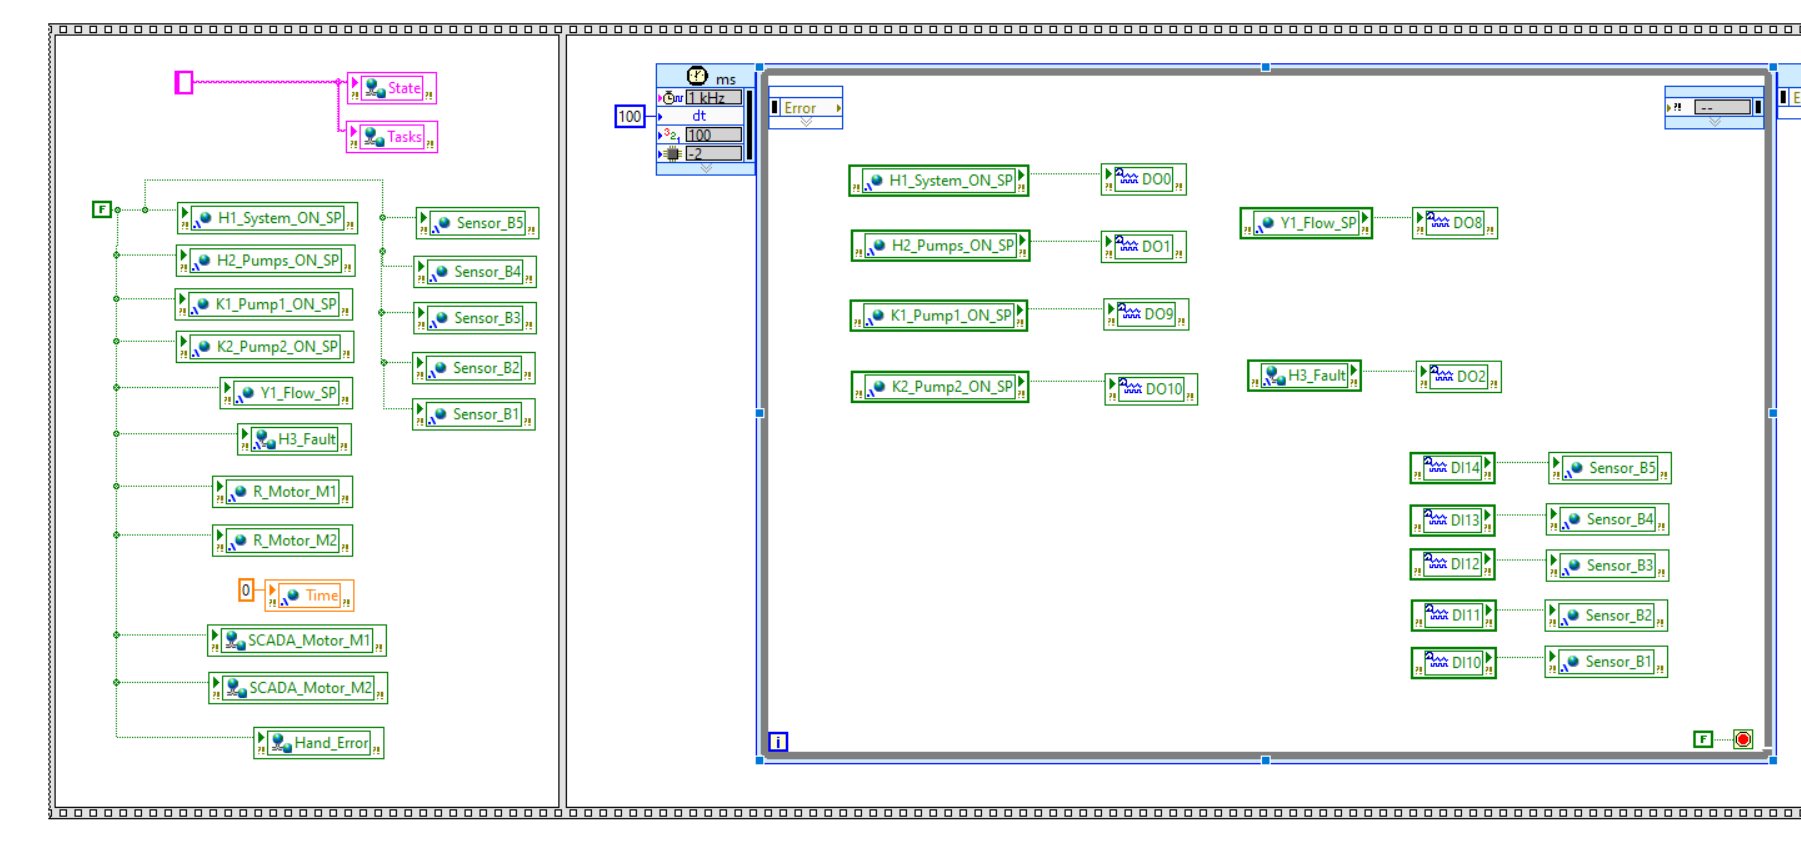 State
Tasks
F
H1_System_ON_SP
H2_Pumps_ON_SP
K1_Pump1_ON_SP
K2_Pump2_ON_SP
Y1_Flow_SP
H3_Fault
R_Motor_M1
R_Motor_M2
0
Time
SCADA_Motor_M1
SCADA_Motor_M2
Hand_Error
Sensor_B5
Sensor_B4
Sensor_B3
Sensor_B2
Sensor_B1
100
ms
1 kHz
dt
100
-2
Error
--
E
H1_System_ON_SP
DO0
H2_Pumps_ON_SP
DO1
K1_Pump1_ON_SP
DO9
K2_Pump2_ON_SP
DO10
Y1_Flow_SP
DO8
H3_Fault
DO2
DI14
Sensor_B5
DI13
Sensor_B4
DI12
Sensor_B3
DI11
Sensor_B2
DI10
Sensor_B1
i
F